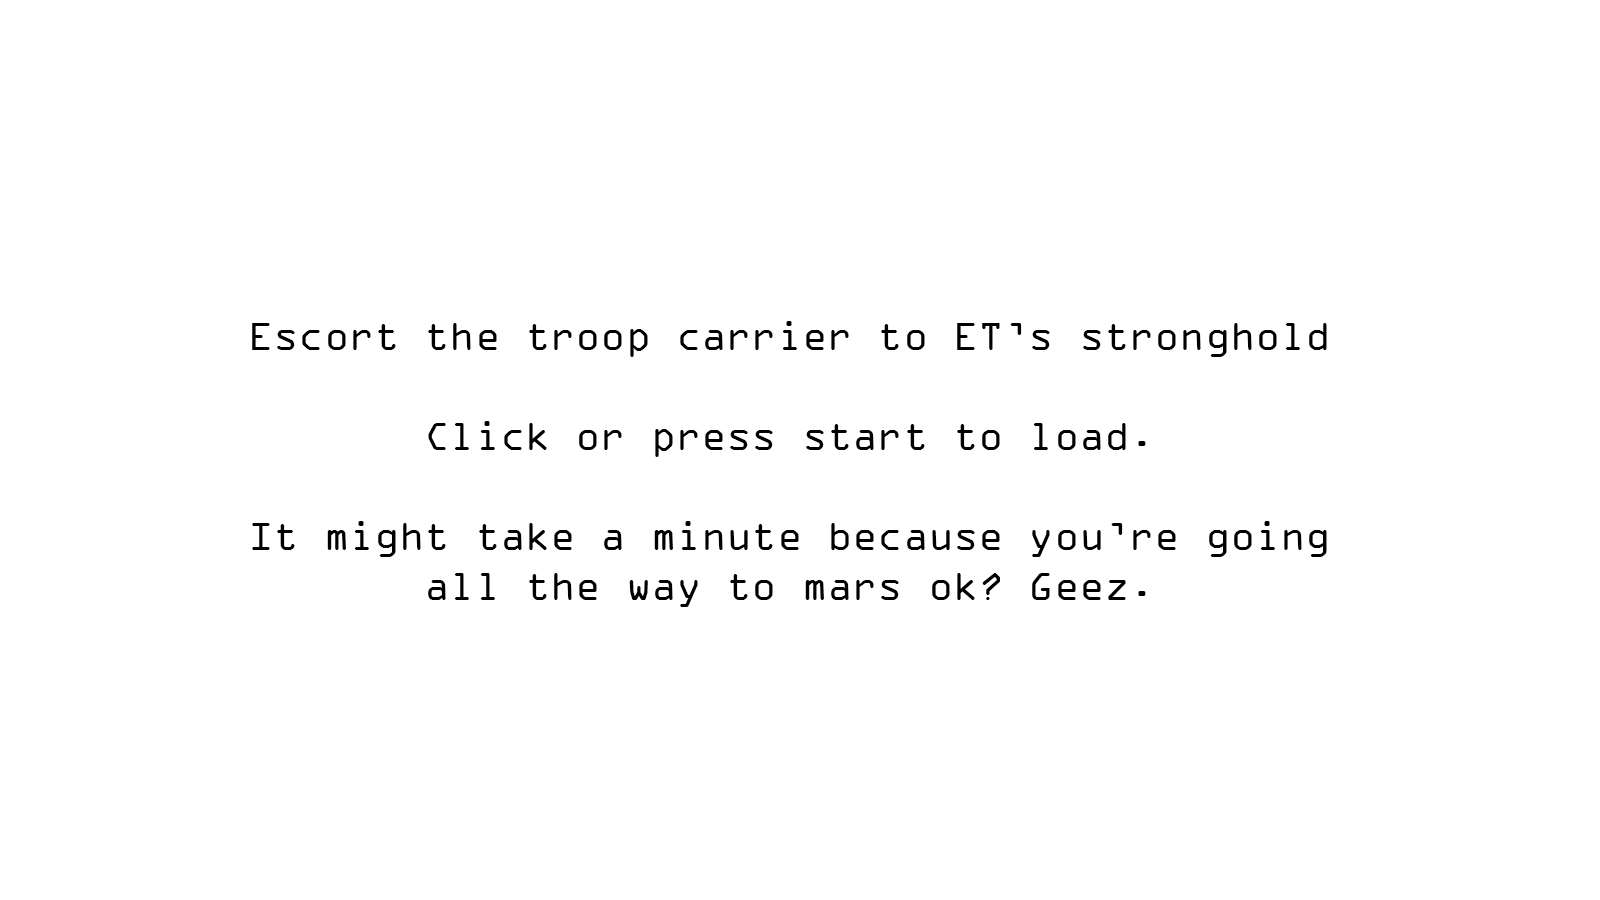 Escort the troop carrier to ET's stronghold
Click or press start to load.
It might take a minute because you're going
all the way to mars ok? Geez.